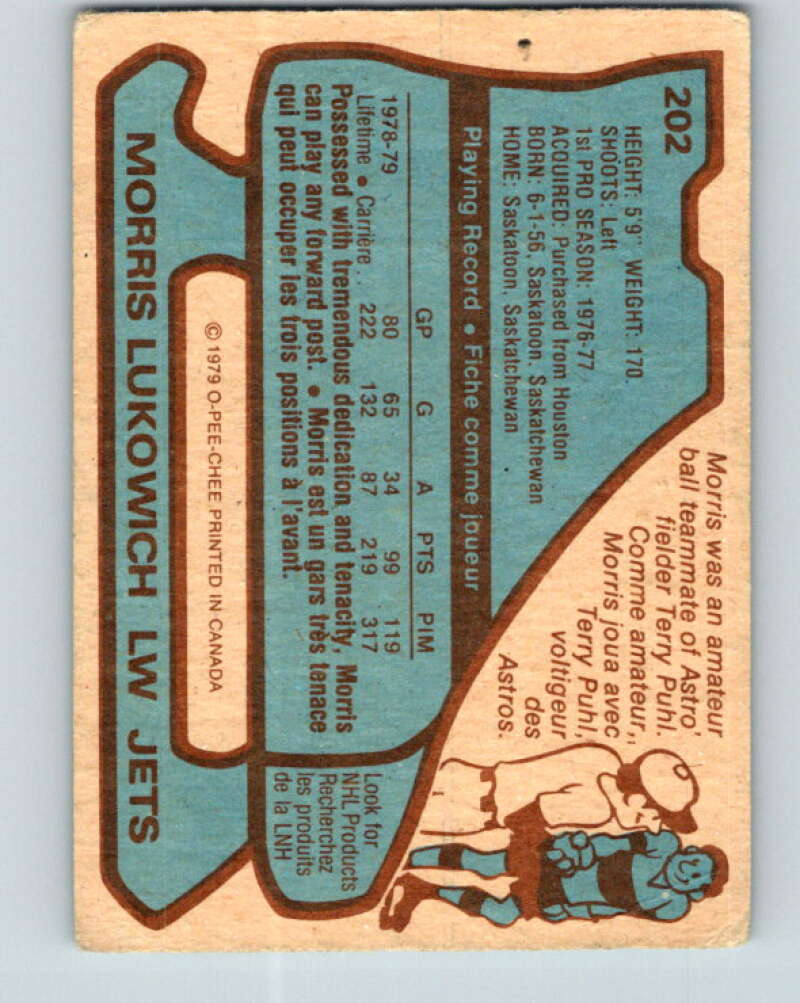 202
HEIGHT: 5'9" WEIGHT: 170
SHOOTS: Left
1st PRO SEASON: 1976-77
ACQUIRED: Purchased from Houston
BORN: 6-1-56, Saskatoon, Saskatchewan
HOME: Saskatoon, Saskatchewan
Morris was an amateur
ball teammate of Astro'
fielder Terry Puhl.
Comme amateur,
Morris joua avec
Terry Puhl,
voltigeur
des
Astros.
Playing Record • Fiche comme joueur
GP G A PTS PIM
1978-79 80 65 34 99 119
Lifetime • Carrière . . 222 132 87 219 317
Possessed with tremendous dedication and tenacity, Morris
can play any forward post. • Morris est un gars très tenace
qui peut occuper les trois positions à l'avant.
Look for
NHL Products
Recherchez
les produits
de la LNH
© 1979 O-PEE-CHEE PRINTED IN CANADA
MORRIS LUKOWICH LW JETS